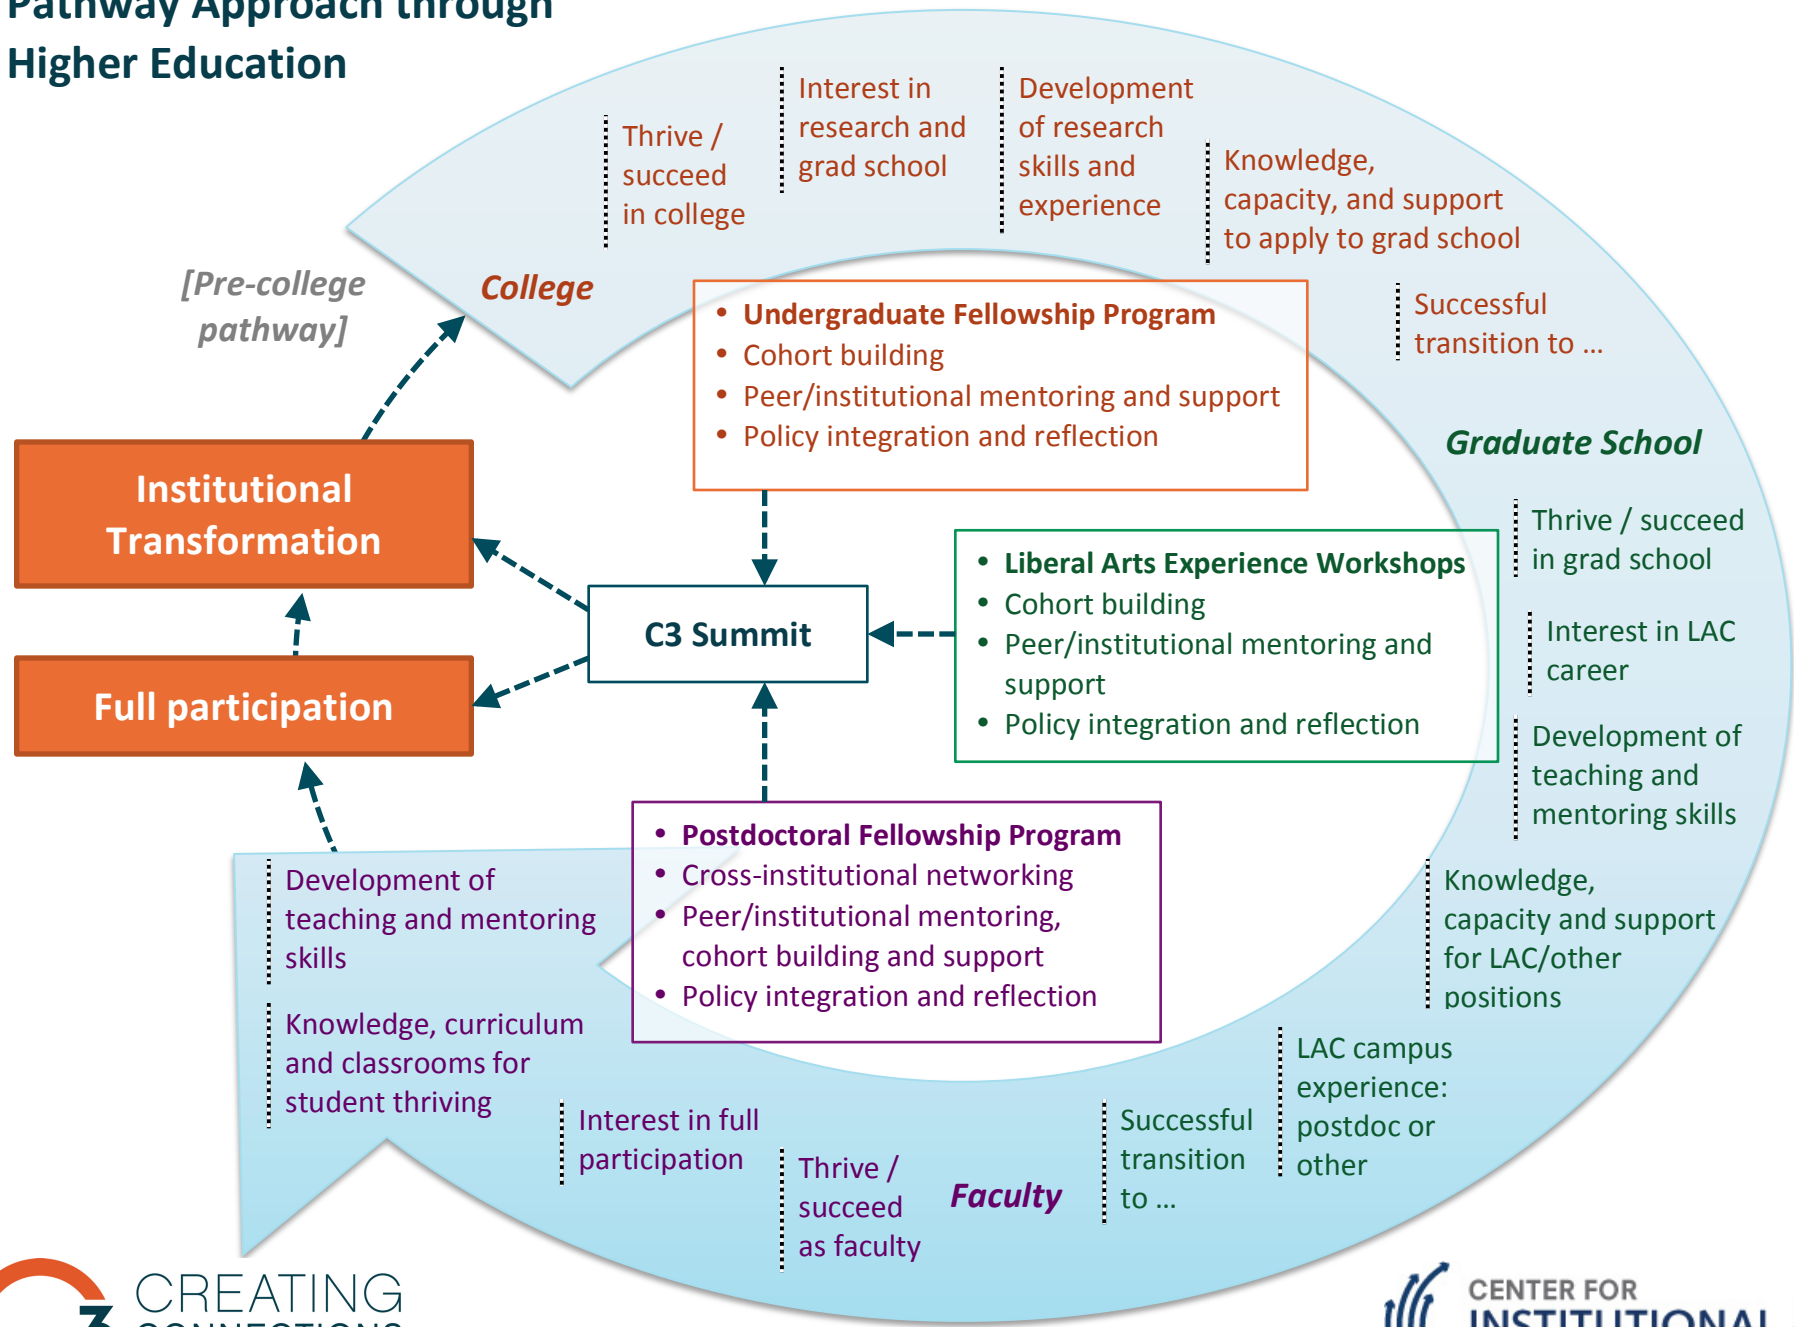 Pathway Approach through
Higher Education
Thrive /
succeed
in college
Interest in
research and
grad school
Development
of research
skills and
experience
Knowledge,
capacity, and support
to apply to grad school
Successful
transition to ...
[Pre-college
pathway]
College
• Undergraduate Fellowship Program
• Cohort building
• Peer/institutional mentoring and support
• Policy integration and reflection
Graduate School
Institutional
Transformation
Thrive / succeed
in grad school
• Liberal Arts Experience Workshops
• Cohort building
• Peer/institutional mentoring and
support
• Policy integration and reflection
C3 Summit
Interest in LAC
career
Full participation
Development of
teaching and
mentoring skills
• Postdoctoral Fellowship Program
• Cross-institutional networking
• Peer/institutional mentoring,
cohort building and support
• Policy integration and reflection
Development of
teaching and mentoring
skills
Knowledge,
capacity and support
for LAC/other
positions
Knowledge, curriculum
and classrooms for
student thriving
LAC campus
experience:
postdoc or
other
Interest in full
participation
Thrive /
succeed
as faculty
Faculty
Successful
transition
to ...
3
CREATING
CONNECTIONS
CENTER FOR
INSTITUTIONAL